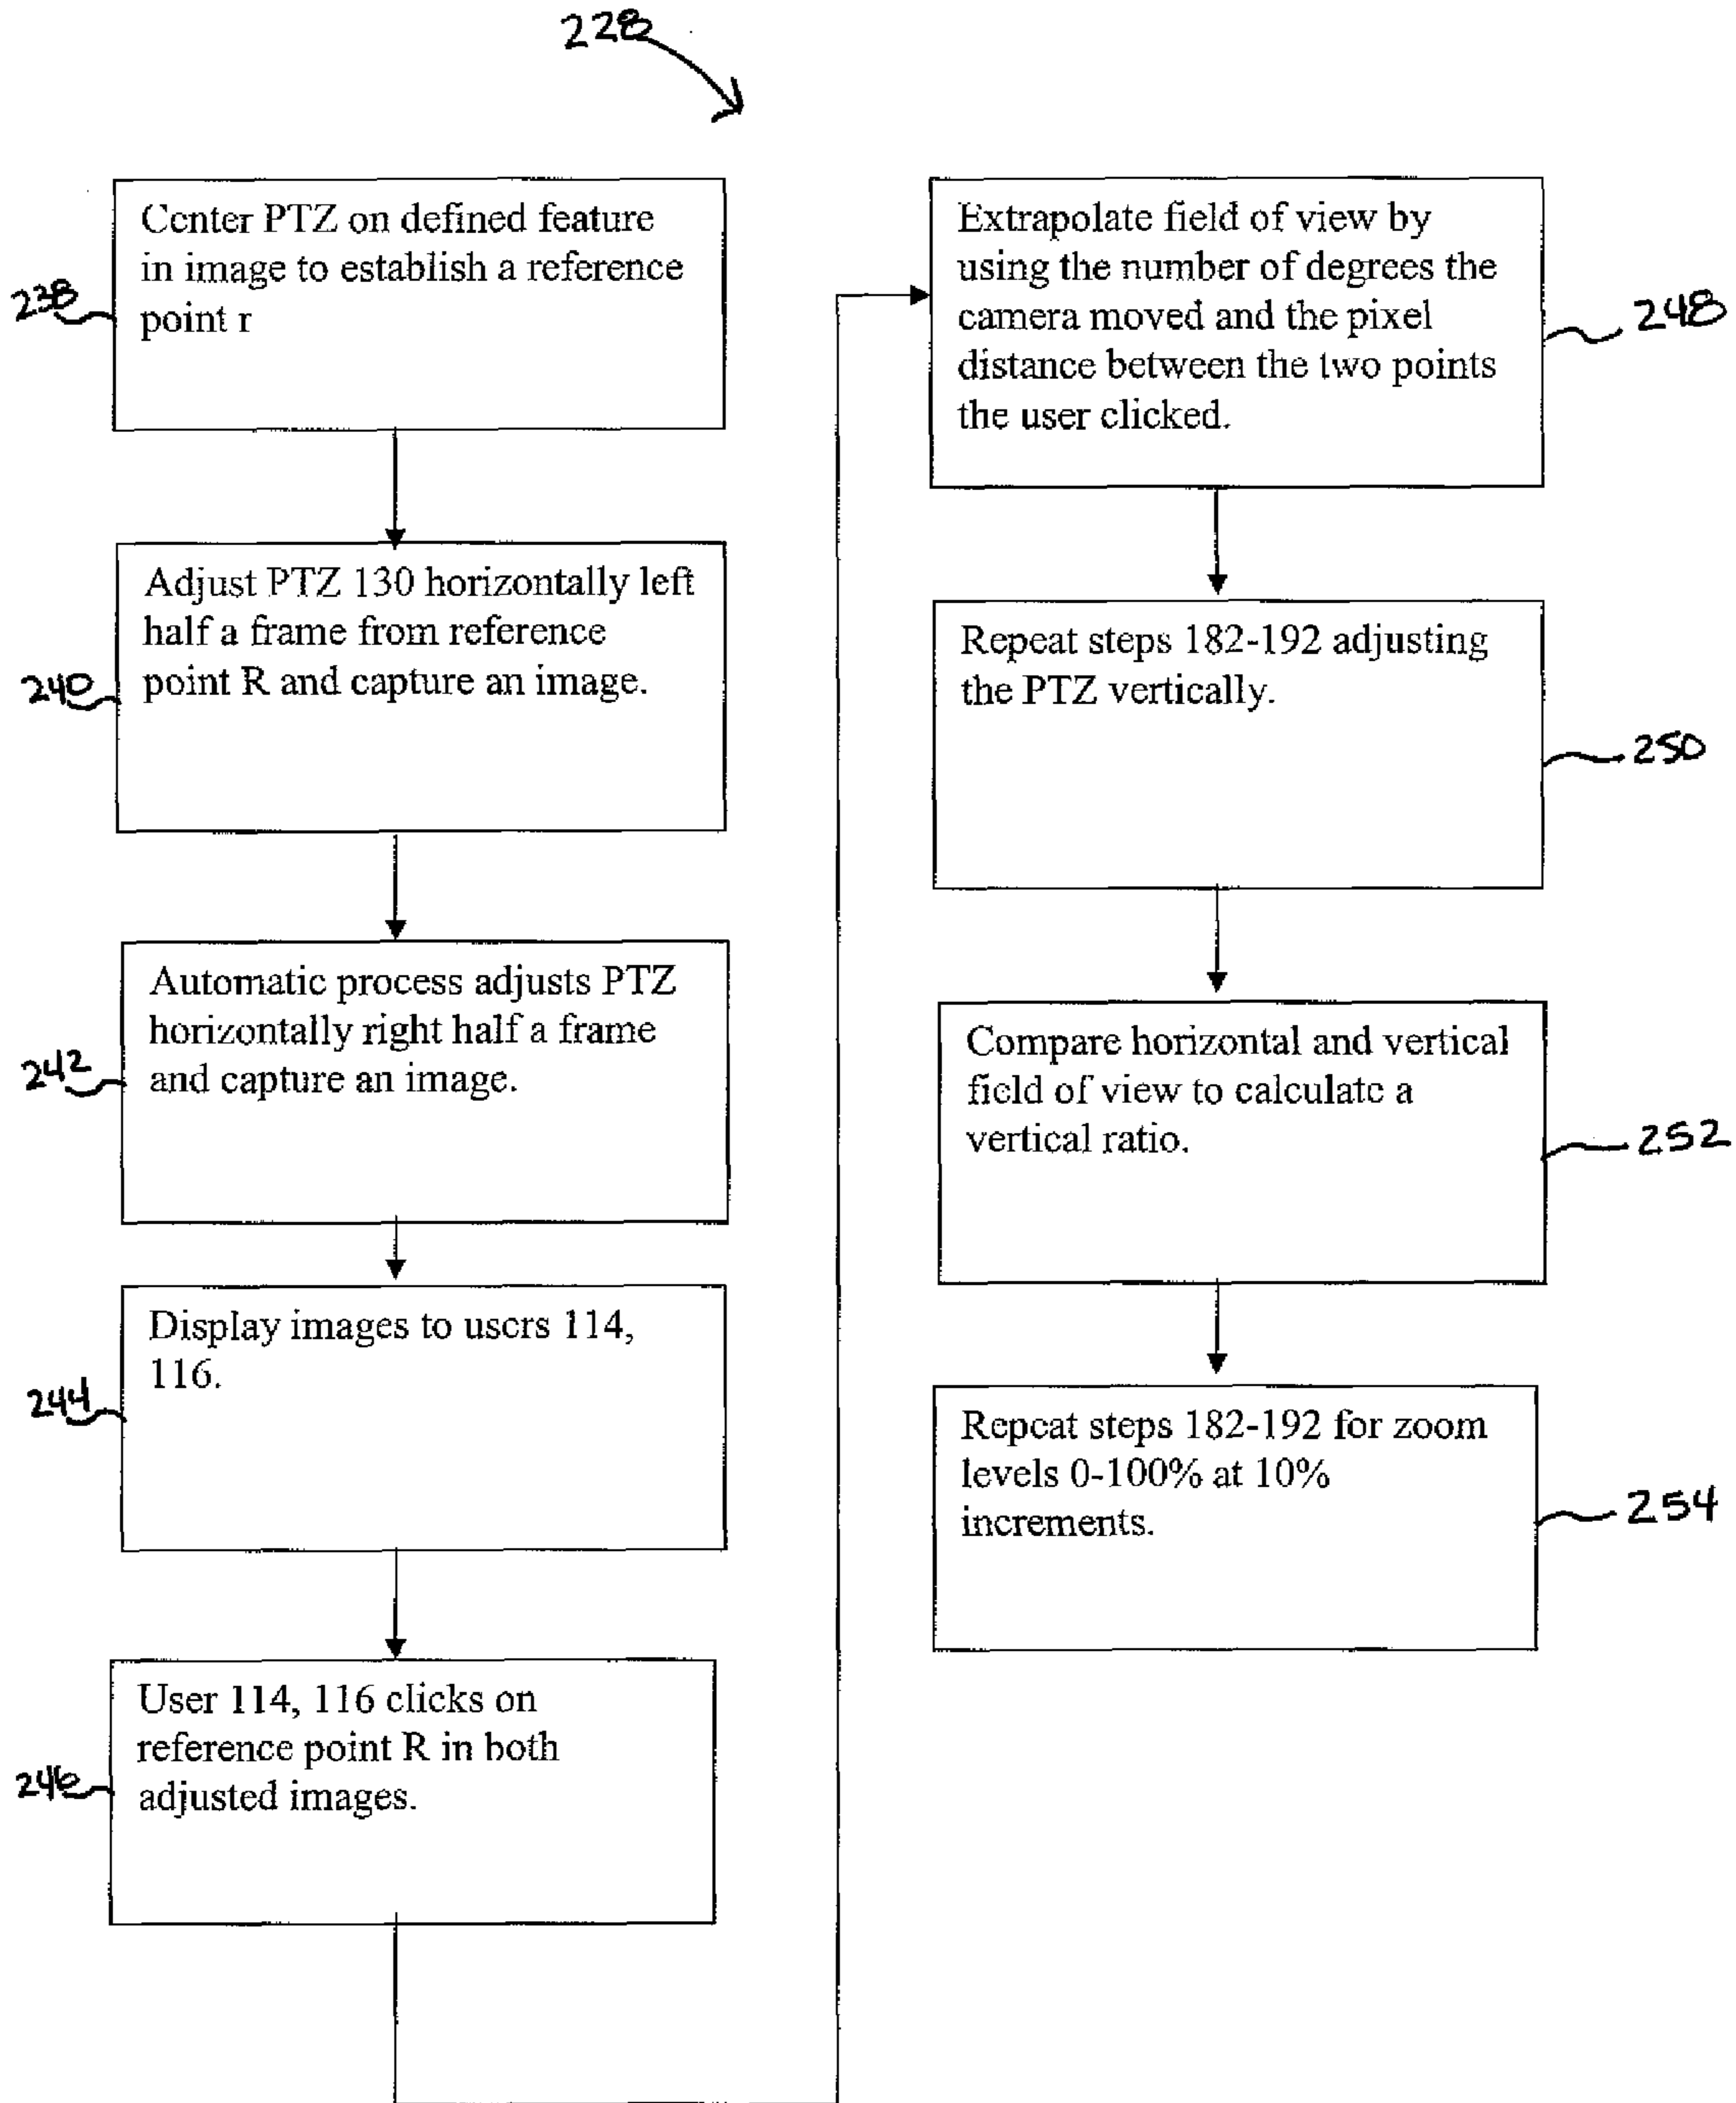 228
Center PTZ on defined feature
in image to establish a reference
point r
238
Adjust PTZ 130 horizontally left
half a frame from reference
point R and capture an image.
240
Automatic process adjusts PTZ
horizontally right half a frame
and capture an image.
242
Display images to users 114,
116.
244
User 114, 116 clicks on
reference point R in both
adjusted images.
246
Extrapolate field of view by
using the number of degrees the
camera moved and the pixel
distance between the two points
the user clicked.
248
Repeat steps 182-192 adjusting
the PTZ vertically.
250
Compare horizontal and vertical
field of view to calculate a
vertical ratio.
252
Repeat steps 182-192 for zoom
levels 0-100% at 10%
increments.
254